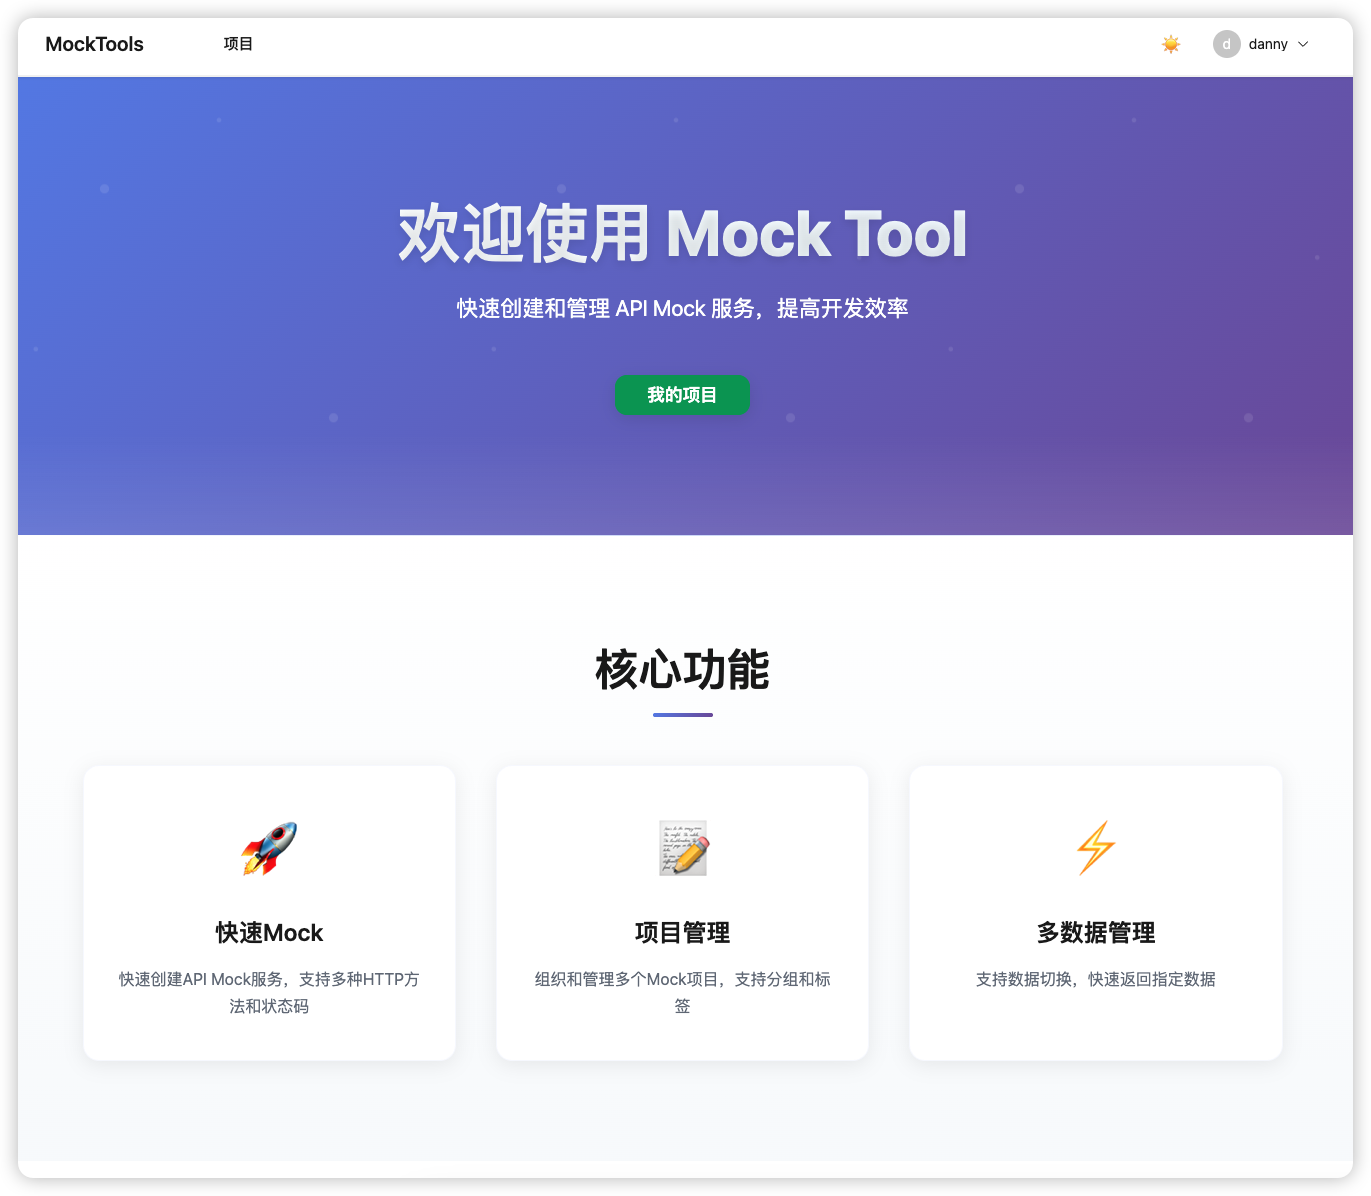 MockTools
项目
d
danny
欢迎使用 Mock Tool
快速创建和管理 API Mock 服务，提高开发效率
我的项目
核心功能
快速Mock
快速创建API Mock服务，支持多种HTTP方
法和状态码
项目管理
组织和管理多个Mock项目，支持分组和标
签
多数据管理
支持数据切换，快速返回指定数据